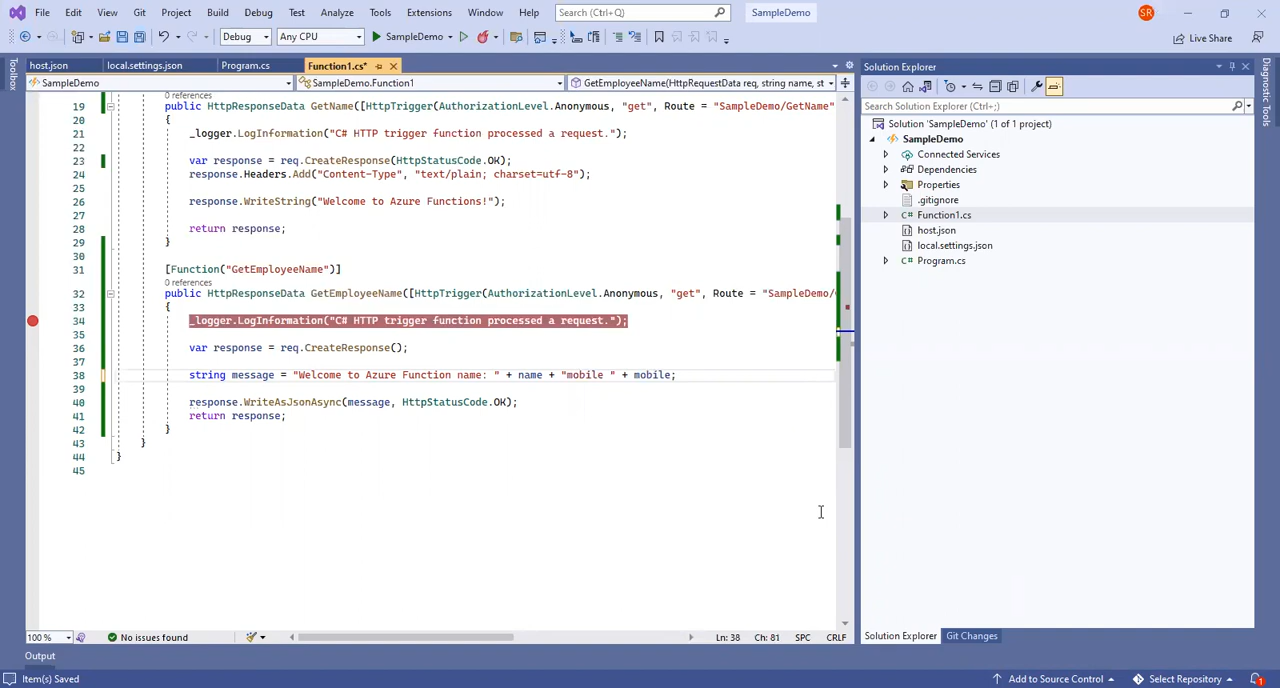 File Edit View Git Project Build Debug Test Analyze Tools Extensions Window Help Search (Ctrl+Q) SampleDemo SR
Debug Any CPU SampleDemo Live Share
host.json local.settings.json Program.cs Function1.cs* Solution Explorer
SampleDemo SampleDemo.Function1 GetEmployeeName(HttpRequestData req, string name, st
Search Solution Explorer (Ctrl+;)
0 references
19 public HttpResponseData GetName([HttpTrigger(AuthorizationLevel.Anonymous, "get", Route = "SampleDemo/GetName"
20 {
21 _logger.LogInformation("C# HTTP trigger function processed a request.");
22
23 var response = req.CreateResponse(HttpStatusCode.OK);
24 response.Headers.Add("Content-Type", "text/plain; charset=utf-8");
25
26 response.WriteString("Welcome to Azure Functions!");
27
28 return response;
29 }
30
31 [Function("GetEmployeeName")]
0 references
32 public HttpResponseData GetEmployeeName([HttpTrigger(AuthorizationLevel.Anonymous, "get", Route = "SampleDemo/
33 {
34 _logger.LogInformation("C# HTTP trigger function processed a request.");
35
36 var response = req.CreateResponse();
37
38 string message = "Welcome to Azure Function name: " + name + "mobile " + mobile;
39
40 response.WriteAsJsonAsync(message, HttpStatusCode.OK);
41 return response;
42 }
43 }
44 }
45
Solution 'SampleDemo' (1 of 1 project)
SampleDemo
Connected Services
Dependencies
Properties
.gitignore
C# Function1.cs
host.json
local.settings.json
C# Program.cs
Toolbox
Diagnostic Tools
100 % No issues found Ln: 38 Ch: 81 SPC CRLF Solution Explorer Git Changes
Output
Item(s) Saved Add to Source Control Select Repository 1